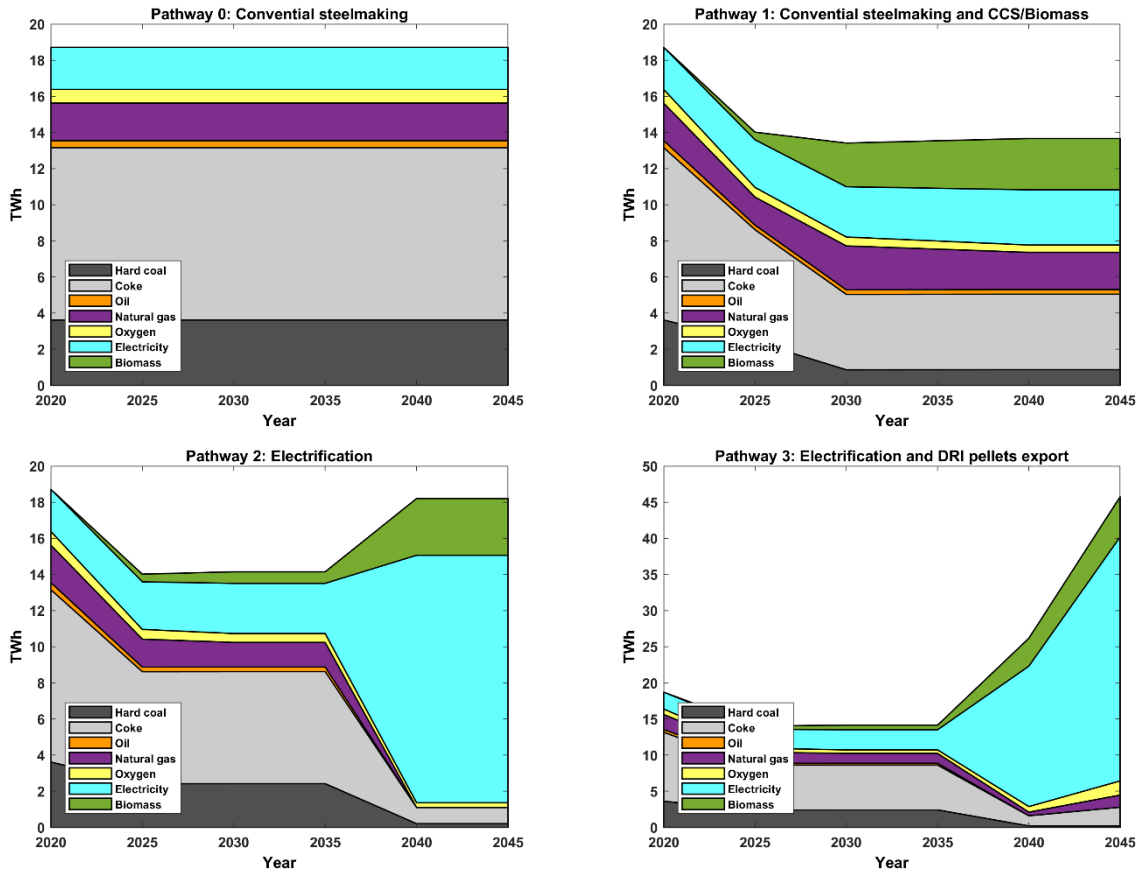 Pathway 0: Convential steelmaking
20
18
16
14
12
10
8
6
4
2
0
TWh
Hard coal
Coke
Oil
Natural gas
Oxygen
Electricity
Biomass
2020 2025 2030 2035 2040 2045
Year
Pathway 1: Convential steelmaking and CCS/Biomass
20
18
16
14
12
10
8
6
4
2
0
TWh
Hard coal
Coke
Oil
Natural gas
Oxygen
Electricity
Biomass
2020 2025 2030 2035 2040 2045
Year
Pathway 2: Electrification
20
18
16
14
12
10
8
6
4
2
0
TWh
Hard coal
Coke
Oil
Natural gas
Oxygen
Electricity
Biomass
2020 2025 2030 2035 2040 2045
Year
Pathway 3: Electrification and DRI pellets export
50
45
40
35
30
25
20
15
10
5
0
TWh
Hard coal
Coke
Oil
Natural gas
Oxygen
Electricity
Biomass
2020 2025 2030 2035 2040 2045
Year